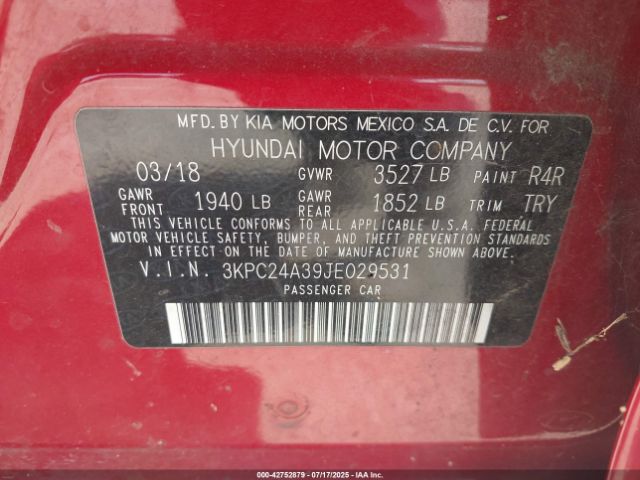 MFD. BY KIA MOTORS MEXICO S.A. DE C.V. FOR
HYUNDAI MOTOR COMPANY
03/18 GVWR 3527 LB PAINT R4R
GAWR FRONT 1940 LB GAWR REAR 1852 LB TRIM TRY
THIS VEHICLE CONFORMS TO ALL APPLICABLE U.S.A. FEDERAL
MOTOR VEHICLE SAFETY, BUMPER, AND THEFT PREVENTION STANDARDS
IN EFFECT ON THE DATE OF MANUFACTURE SHOWN ABOVE.
V.I.N. 3KPC24A39JE029531
PASSENGER CAR
000-42752879 | 07/17/2025 - IAA, Inc.